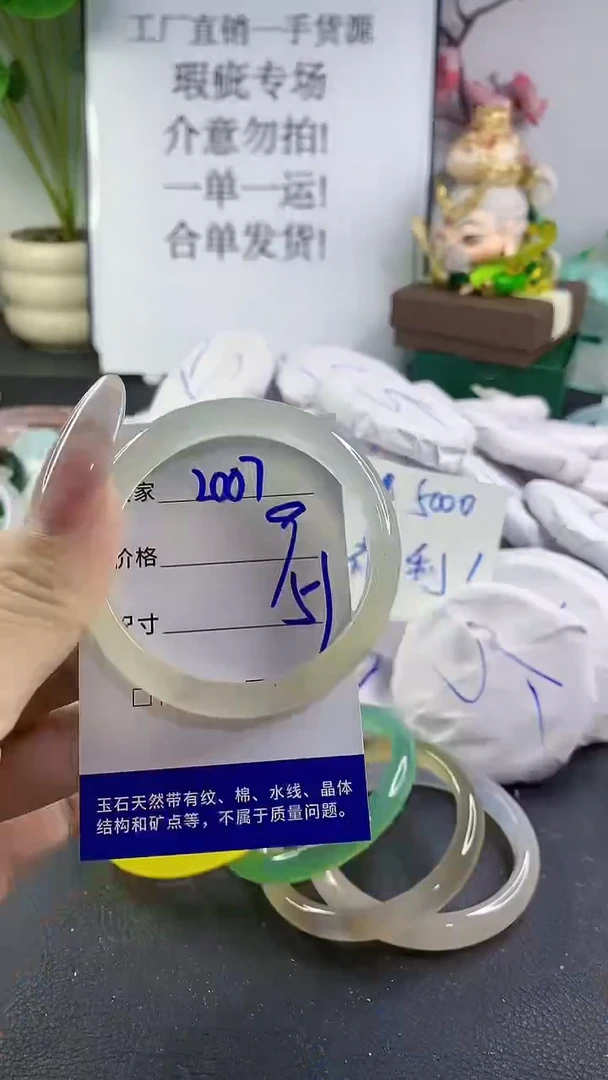 工厂直销一手货源
瑕疵专场
介意勿拍!
一单一运!
合单发货!
家 2007
价格
寸 51
5000
利
玉石天然带有纹、棉、水线、晶体
结构和矿点等，不属于质量问题。